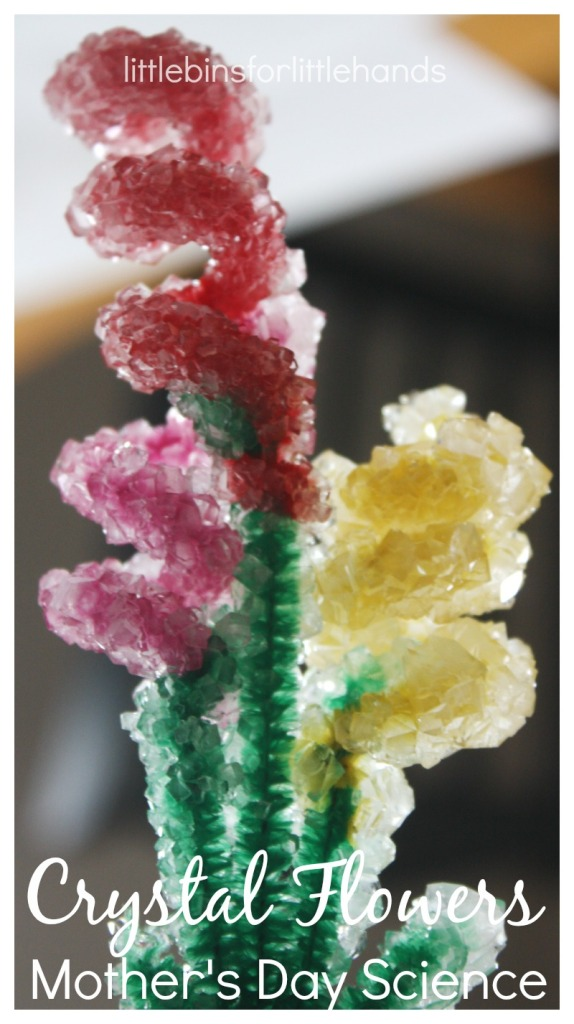 littlebinsforlittlehands
Crystal Flowers
Mother's Day Science